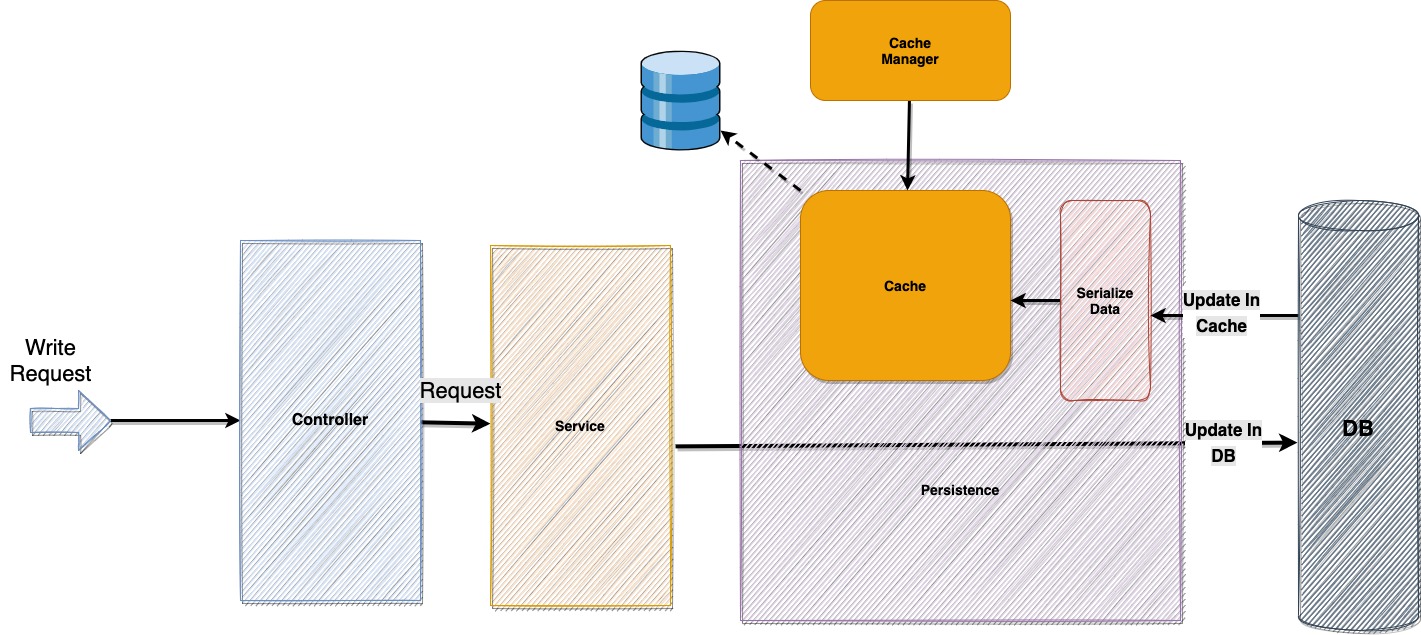 Cache
Manager
Cache
Serialize
Data
Update In
Cache
Write
Request
Request
Controller
Service
Update In
DB
DB
Persistence